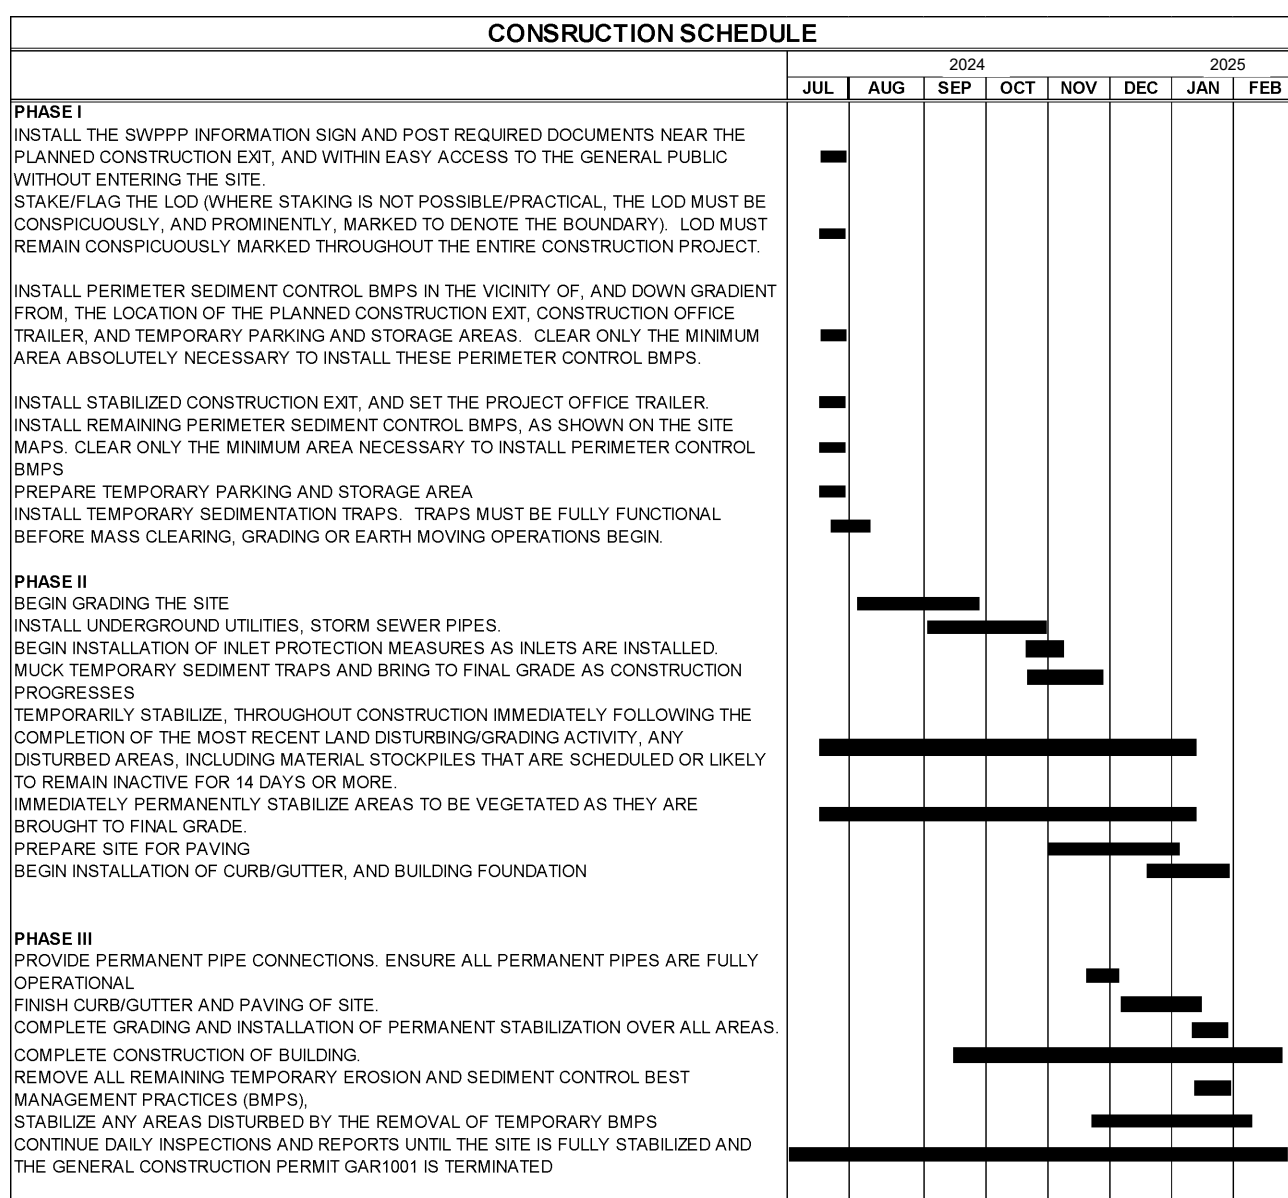 CONSRUCTION SCHEDULE
2024 2025
JUL AUG SEP OCT NOV DEC JAN FEB
PHASE I
INSTALL THE SWPPP INFORMATION SIGN AND POST REQUIRED DOCUMENTS NEAR THE
PLANNED CONSTRUCTION EXIT, AND WITHIN EASY ACCESS TO THE GENERAL PUBLIC
WITHOUT ENTERING THE SITE.
STAKE/FLAG THE LOD (WHERE STAKING IS NOT POSSIBLE/PRACTICAL, THE LOD MUST BE
CONSPICUOUSLY, AND PROMINENTLY, MARKED TO DENOTE THE BOUNDARY). LOD MUST
REMAIN CONSPICUOUSLY MARKED THROUGHOUT THE ENTIRE CONSTRUCTION PROJECT.
INSTALL PERIMETER SEDIMENT CONTROL BMPS IN THE VICINITY OF, AND DOWN GRADIENT
FROM, THE LOCATION OF THE PLANNED CONSTRUCTION EXIT, CONSTRUCTION OFFICE
TRAILER, AND TEMPORARY PARKING AND STORAGE AREAS. CLEAR ONLY THE MINIMUM
AREA ABSOLUTELY NECESSARY TO INSTALL THESE PERIMETER CONTROL BMPS.
INSTALL STABILIZED CONSTRUCTION EXIT, AND SET THE PROJECT OFFICE TRAILER.
INSTALL REMAINING PERIMETER SEDIMENT CONTROL BMPS, AS SHOWN ON THE SITE
MAPS. CLEAR ONLY THE MINIMUM AREA NECESSARY TO INSTALL PERIMETER CONTROL
BMPS
PREPARE TEMPORARY PARKING AND STORAGE AREA
INSTALL TEMPORARY SEDIMENTATION TRAPS. TRAPS MUST BE FULLY FUNCTIONAL
BEFORE MASS CLEARING, GRADING OR EARTH MOVING OPERATIONS BEGIN.
PHASE II
BEGIN GRADING THE SITE
INSTALL UNDERGROUND UTILITIES, STORM SEWER PIPES.
BEGIN INSTALLATION OF INLET PROTECTION MEASURES AS INLETS ARE INSTALLED.
MUCK TEMPORARY SEDIMENT TRAPS AND BRING TO FINAL GRADE AS CONSTRUCTION
PROGRESSES
TEMPORARILY STABILIZE, THROUGHOUT CONSTRUCTION IMMEDIATELY FOLLOWING THE
COMPLETION OF THE MOST RECENT LAND DISTURBING/GRADING ACTIVITY, ANY
DISTURBED AREAS, INCLUDING MATERIAL STOCKPILES THAT ARE SCHEDULED OR LIKELY
TO REMAIN INACTIVE FOR 14 DAYS OR MORE.
IMMEDIATELY PERMANENTLY STABILIZE AREAS TO BE VEGETATED AS THEY ARE
BROUGHT TO FINAL GRADE.
PREPARE SITE FOR PAVING
BEGIN INSTALLATION OF CURB/GUTTER, AND BUILDING FOUNDATION
PHASE III
PROVIDE PERMANENT PIPE CONNECTIONS. ENSURE ALL PERMANENT PIPES ARE FULLY
OPERATIONAL
FINISH CURB/GUTTER AND PAVING OF SITE.
COMPLETE GRADING AND INSTALLATION OF PERMANENT STABILIZATION OVER ALL AREAS.
COMPLETE CONSTRUCTION OF BUILDING.
REMOVE ALL REMAINING TEMPORARY EROSION AND SEDIMENT CONTROL BEST
MANAGEMENT PRACTICES (BMPS),
STABILIZE ANY AREAS DISTURBED BY THE REMOVAL OF TEMPORARY BMPS
CONTINUE DAILY INSPECTIONS AND REPORTS UNTIL THE SITE IS FULLY STABILIZED AND
THE GENERAL CONSTRUCTION PERMIT GAR1001 IS TERMINATED